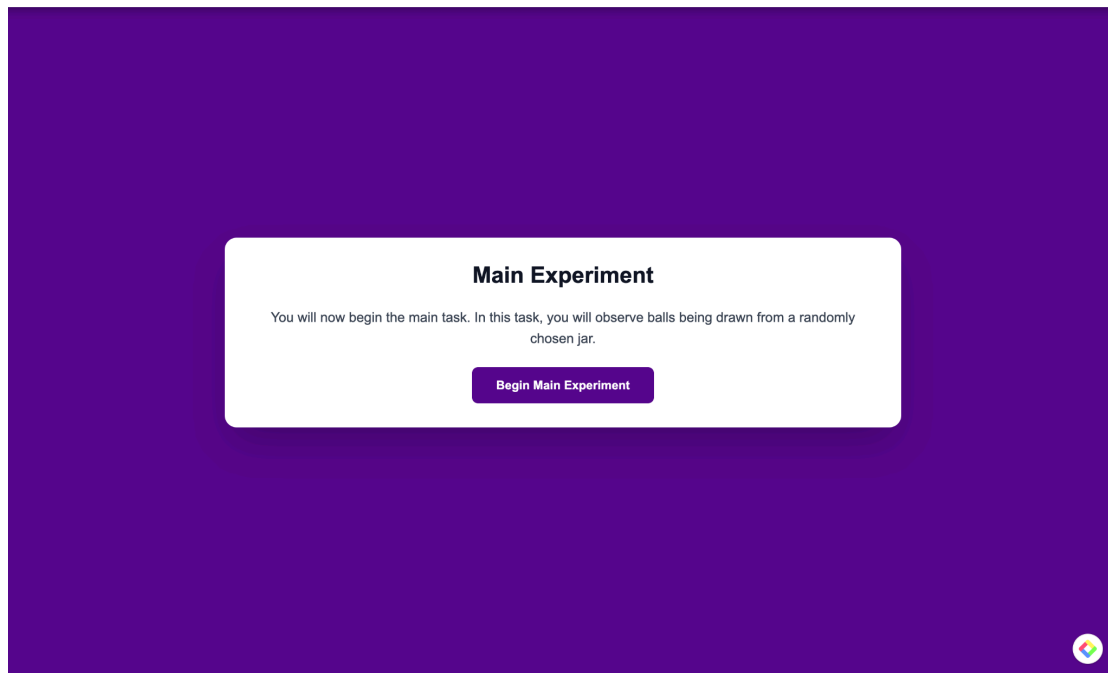 Main Experiment
You will now begin the main task. In this task, you will observe balls being drawn from a randomly
chosen jar.
Begin Main Experiment